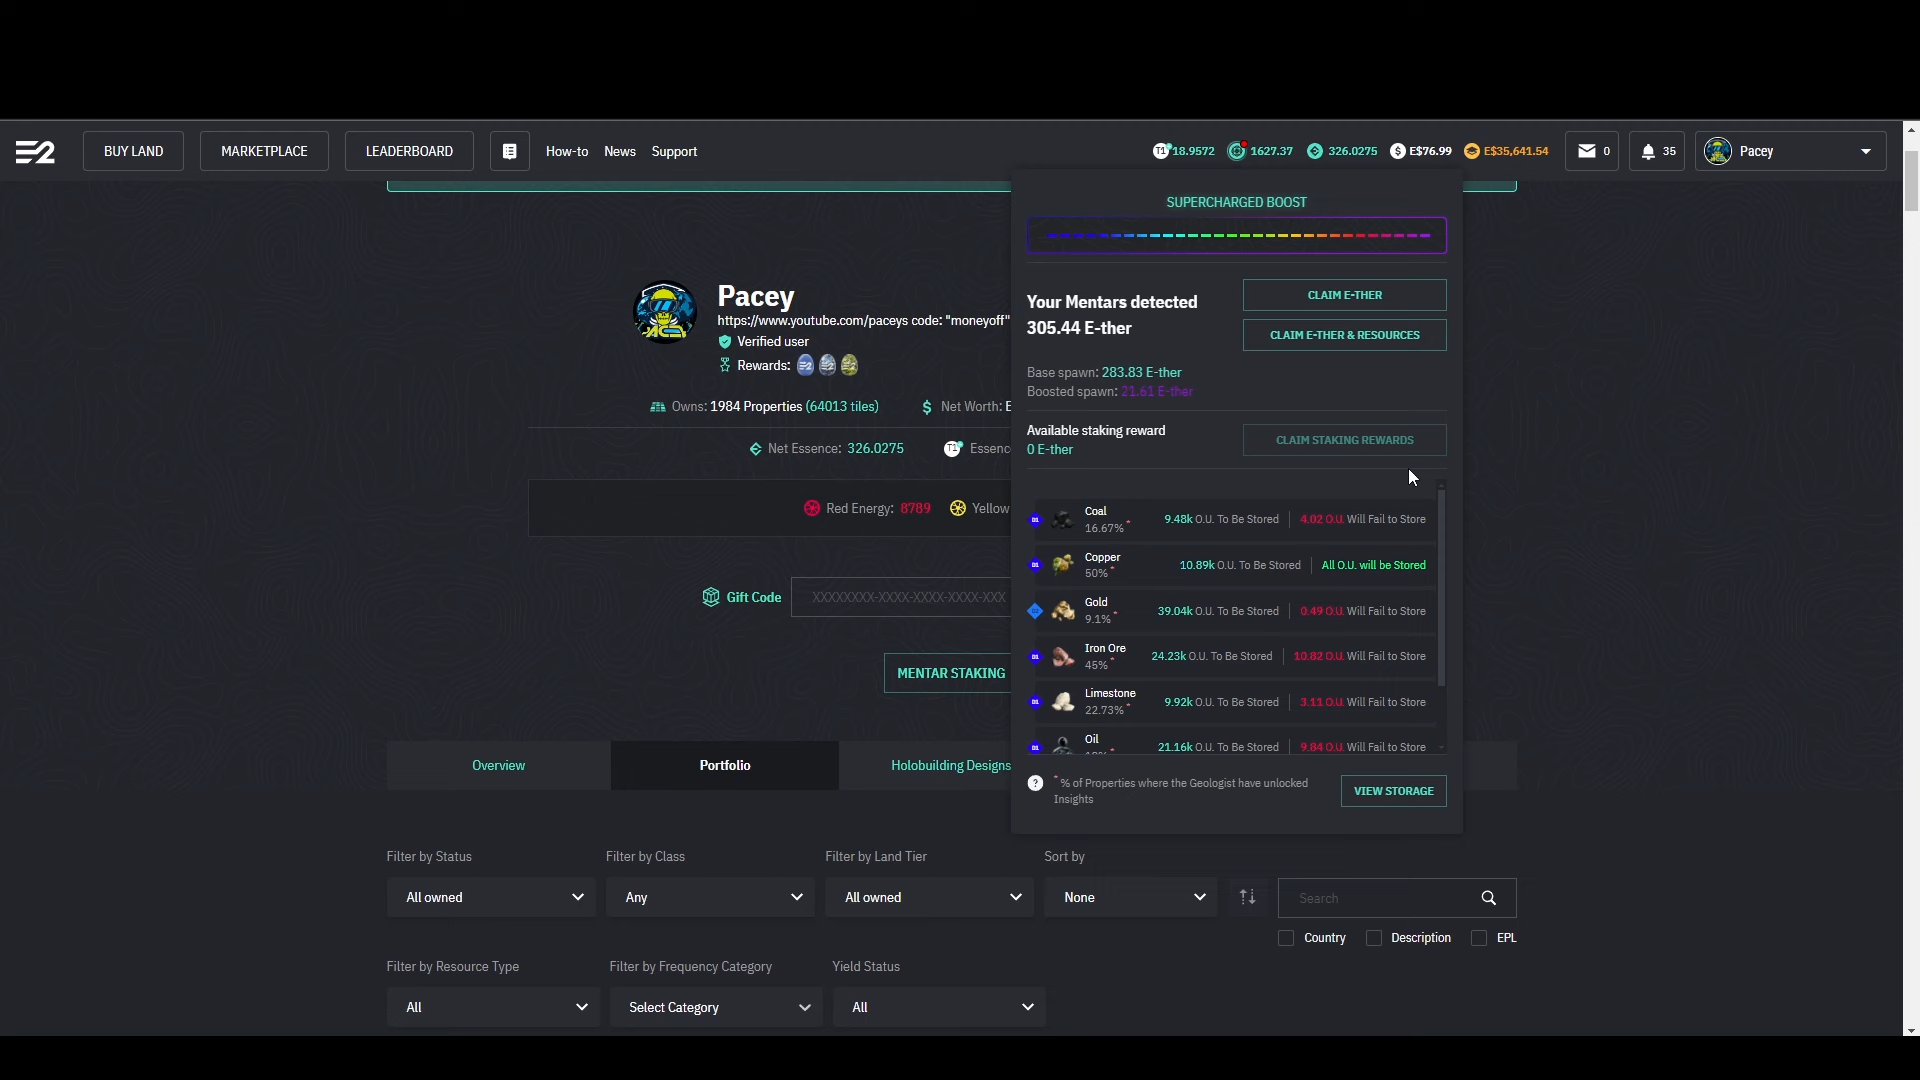 BUY LAND
MARKETPLACE
LEADERBOARD
How-to
News
Support
T1 18.9572
1627.37
326.0275
E$76.99
E$35,641.54
0
35
Pacey
SUPERCHARGED BOOST
Pacey
https://www.youtube.com/paceys code: "moneyoff"
Verified user
Rewards:
Owns: 1984 Properties (64013 tiles)
Net Worth: E
Net Essence: 326.0275
T1 Essenc
Red Energy: 8789
Yellow
Gift Code
XXXXXXXX-XXXX-XXXX-XXXX-XXX
MENTAR STAKING
Your Mentars detected
305.44 E-ther
CLAIM E-THER
CLAIM E-THER & RESOURCES
Base spawn: 283.83 E-ther
Boosted spawn: 21.61 E-ther
Available staking reward
0 E-ther
CLAIM STAKING REWARDS
Coal
16.67% *
9.48k O.U. To Be Stored
4.02 O.U. Will Fail to Store
Copper
50% *
10.89k O.U. To Be Stored
All O.U. will be Stored
Gold
9.1% *
39.04k O.U. To Be Stored
0.49 O.U. Will Fail to Store
Iron Ore
45% *
24.23k O.U. To Be Stored
10.82 O.U. Will Fail to Store
Limestone
22.73% *
9.92k O.U. To Be Stored
3.11 O.U. Will Fail to Store
Oil
21.16k O.U. To Be Stored
9.84 O.U. Will Fail to Store
* % of Properties where the Geologist have unlocked
Insights
VIEW STORAGE
Overview
Portfolio
Holobuilding Designs
Filter by Status
Filter by Class
Filter by Land Tier
Sort by
All owned
Any
All owned
None
Search
Country
Description
EPL
Filter by Resource Type
Filter by Frequency Category
Yield Status
All
Select Category
All